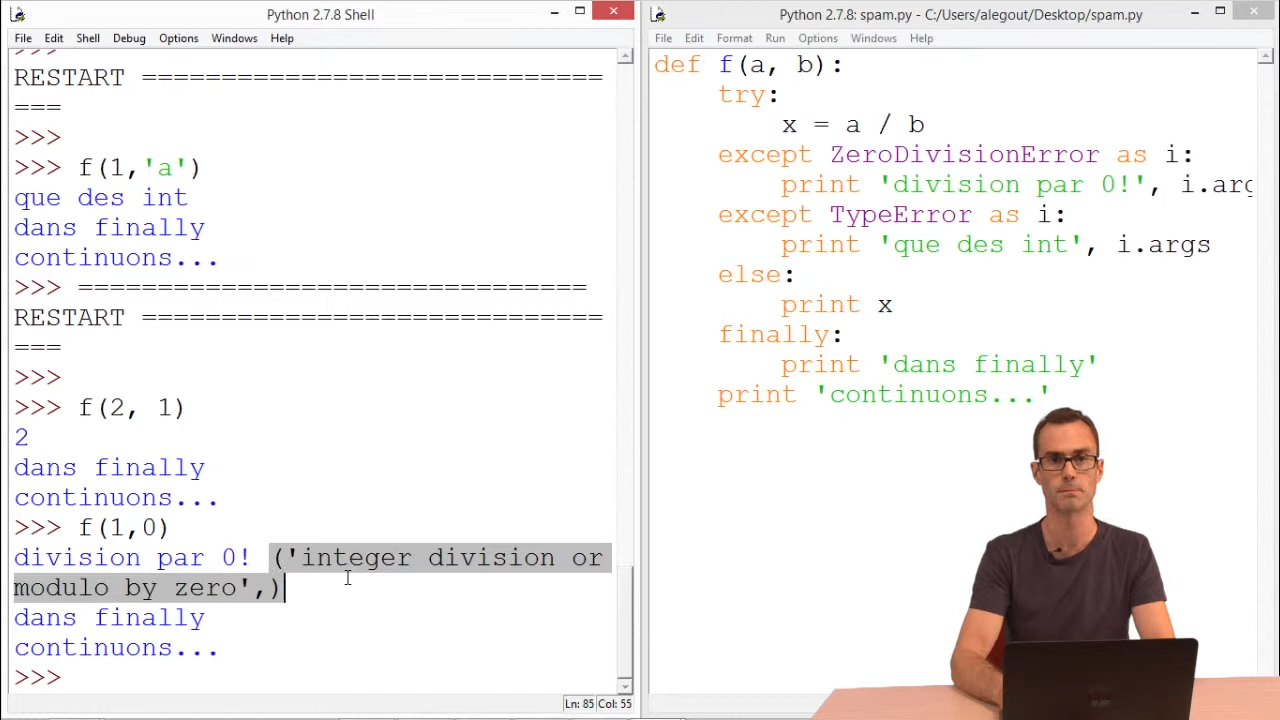 Python 2.7.8 Shell
File Edit Shell Debug Options Windows Help
>>>
RESTART =============================
===
>>>
>>> f(1,'a')
que des int
dans finally
continuons...
>>> ================================
RESTART =============================
===
>>>
>>> f(2, 1)
2
dans finally
continuons...
>>> f(1,0)
division par 0! ('integer division or
modulo by zero',)
dans finally
continuons...
>>>
Ln: 85 Col: 55
Python 2.7.8: spam.py - C:/Users/alegout/Desktop/spam.py
File Edit Format Run Options Windows Help
def f(a, b):
try:
x = a / b
except ZeroDivisionError as i:
print 'division par 0!', i.arg
except TypeError as i:
print 'que des int', i.args
else:
print x
finally:
print 'dans finally'
print 'continuons...'